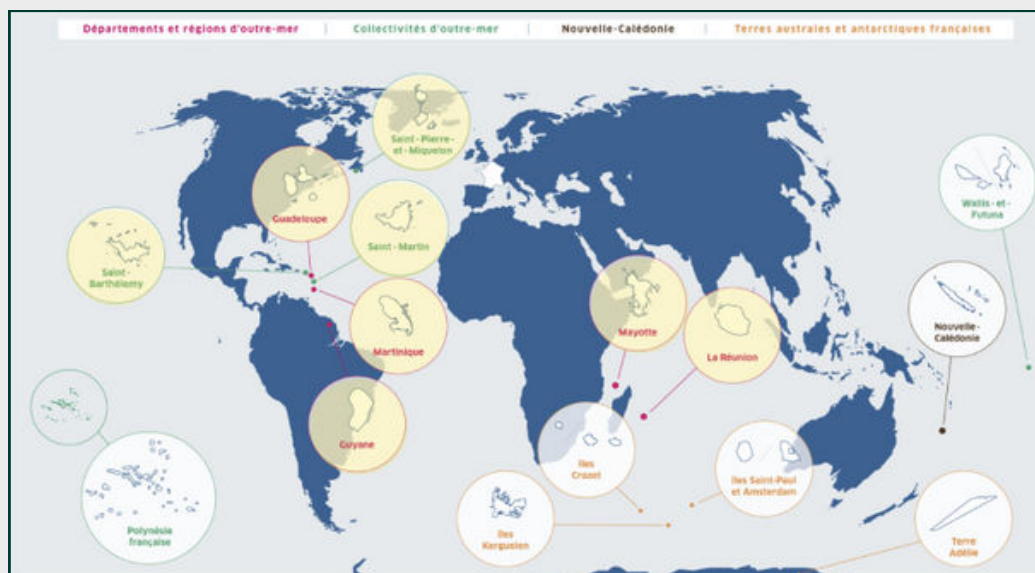 Départements et régions d'outre-mer | Collectivités d'outre-mer | Nouvelle-Calédonie | Terres australes et antarctiques françaises
Saint-Pierre-
et-Miquelon
Guadeloupe
Saint-Martin
Saint-
Barthélemy
Martinique
Guyane
Mayotte
La Réunion
Wallis-et-
Futuna
Nouvelle-
Calédonie
Polynésie
française
Îles
Crozet
Îles Saint-Paul
et Amsterdam
Îles
Kerguelen
Terre
Adélie